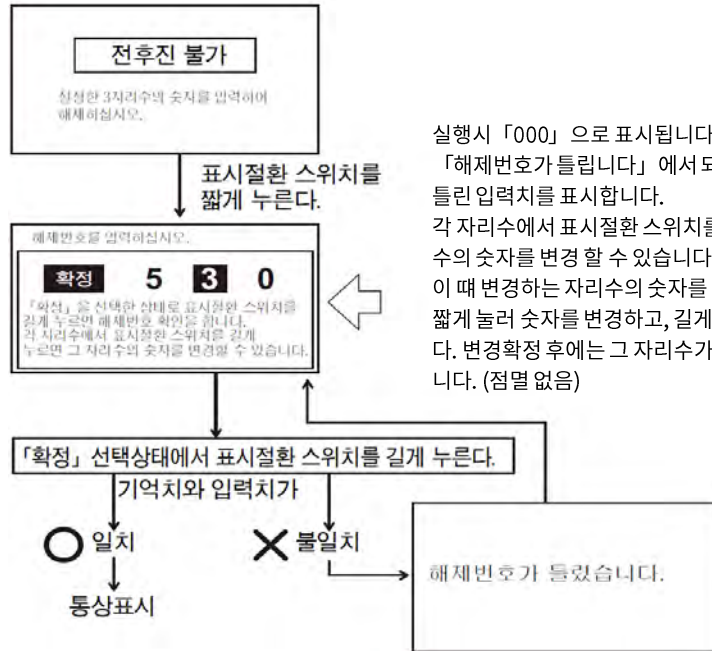 전후진 불가
설정한 3자리수의 숫자를 입력하여
해제하십시오.
표시절환 스위치를
짧게 누른다.
해제번호를 입력하십시오.
확정 5 3 0
「확정」을 선택한 상태로 표시절환 스위치를
길게 누르면 해제번호 확인을 합니다.
각 자리수에서 표시절환 스위치를 길게
누르면 그 자리수의 숫자를 변경할 수 있습니다.
실행시「000」으로 표시됩니다
「해제번호가 틀립니다」에서 되
틀린 입력치를 표시합니다.
각 자리수에서 표시절환 스위치를
수의 숫자를 변경 할 수 있습니다
이 떄 변경하는 자리수의 숫자를
짧게 눌러 숫자를 변경하고, 길게
다. 변경확정 후에는 그 자리수가
니다. (점멸 없음)
「확정」선택상태에서 표시절환 스위치를 길게 누른다.
기억치와 입력치가
일치
불일치
통상표시
해제번호가 틀렸습니다.